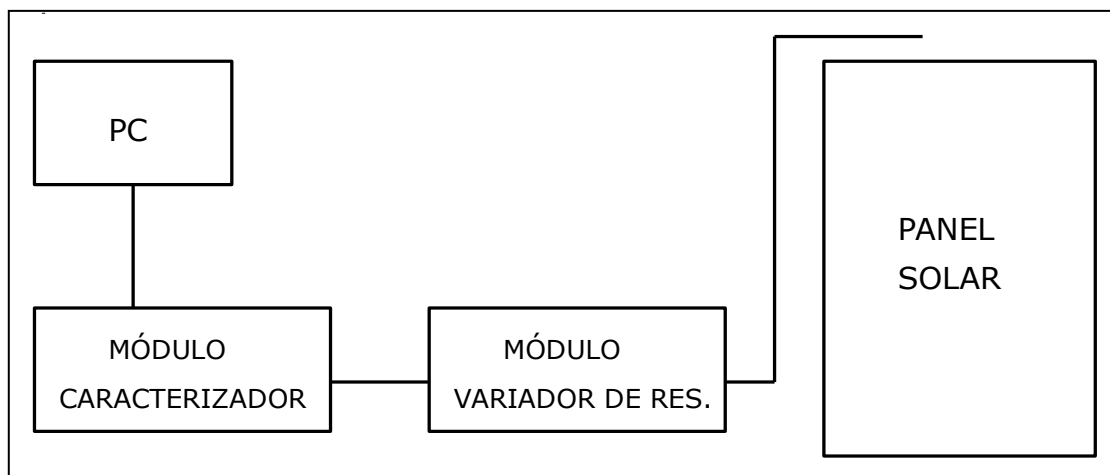 PC
PANEL
SOLAR
MÓDULO
CARACTERIZADOR
MÓDULO
VARIADOR DE RES.